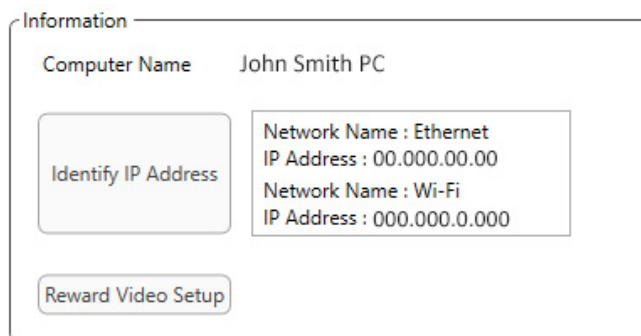 Information
Computer Name John Smith PC
Identify IP Address
Network Name : Ethernet
IP Address : 00.000.00.00
Network Name : Wi-Fi
IP Address : 000.000.0.000
Reward Video Setup